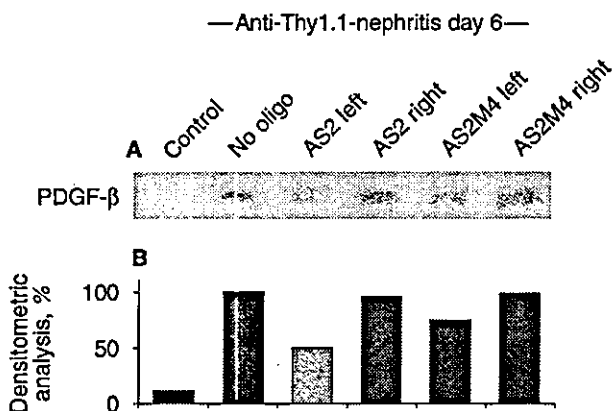 Anti-Thy1.1-nephritis day 6
Control
No oligo
AS2 left
AS2 right
AS2M4 left
AS2M4 right
A
PDGF-β
B
Densitometric
analysis, %
100
50
0